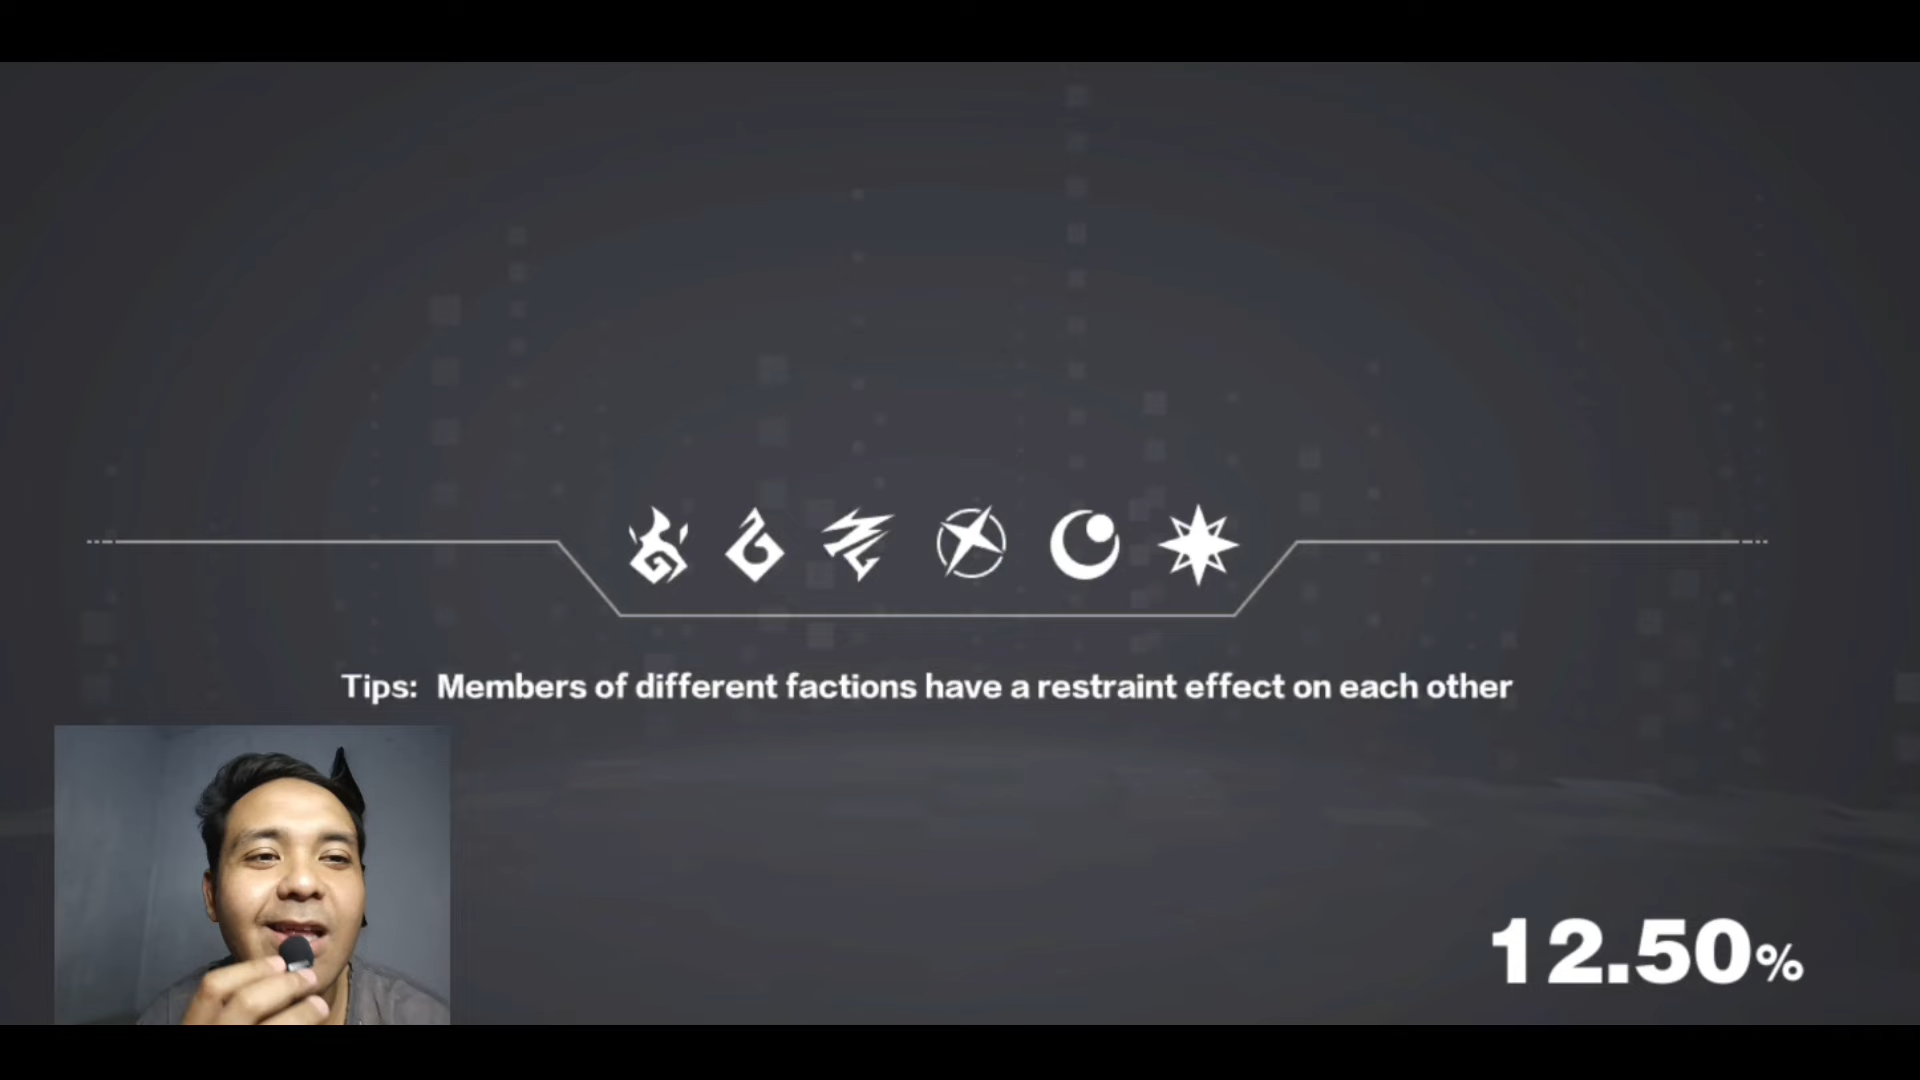 Tips: Members of different factions have a restraint effect on each other
12.50%